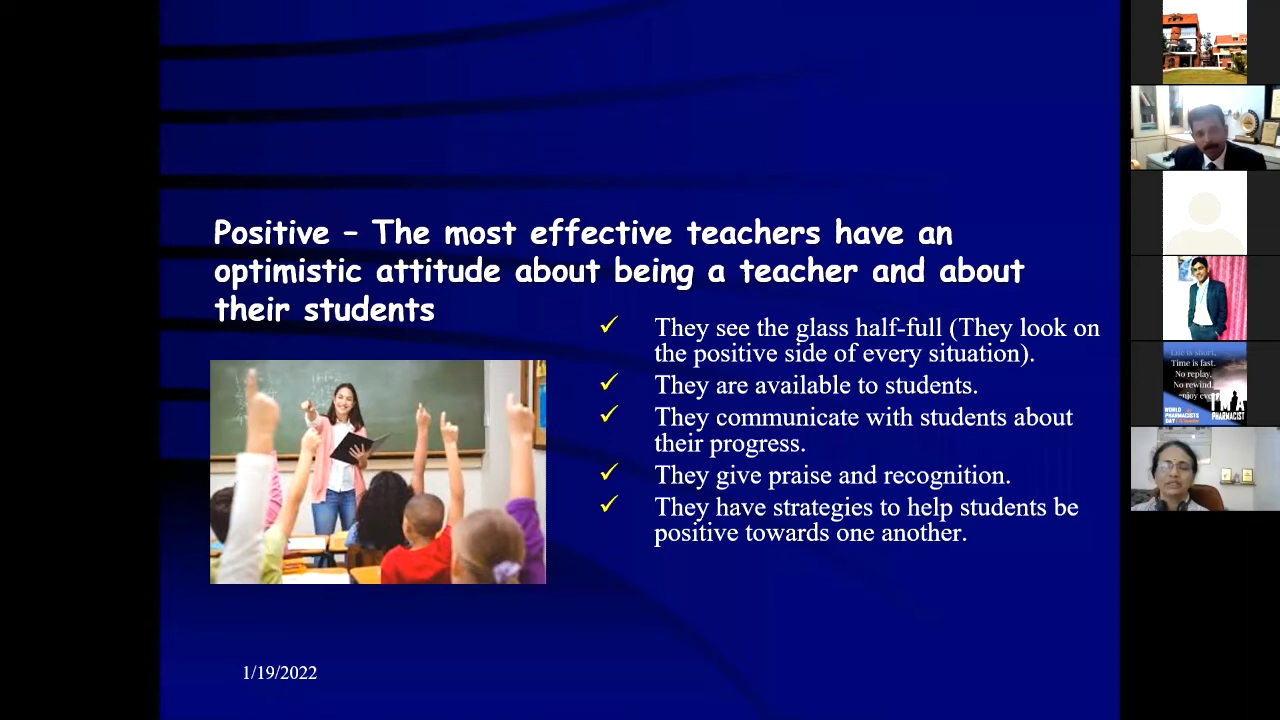 Positive – The most effective teachers have an
optimistic attitude about being a teacher and about
their students
They see the glass half-full (They look on
the positive side of every situation).
They are available to students.
They communicate with students about
their progress.
They give praise and recognition.
They have strategies to help students be
positive towards one another.
1/19/2022
Life is short,
Time is fast.
No replay,
No rewind,
enjoy
WORLD
PHARMACISTS
DAY
I'M A
PHARMACIST